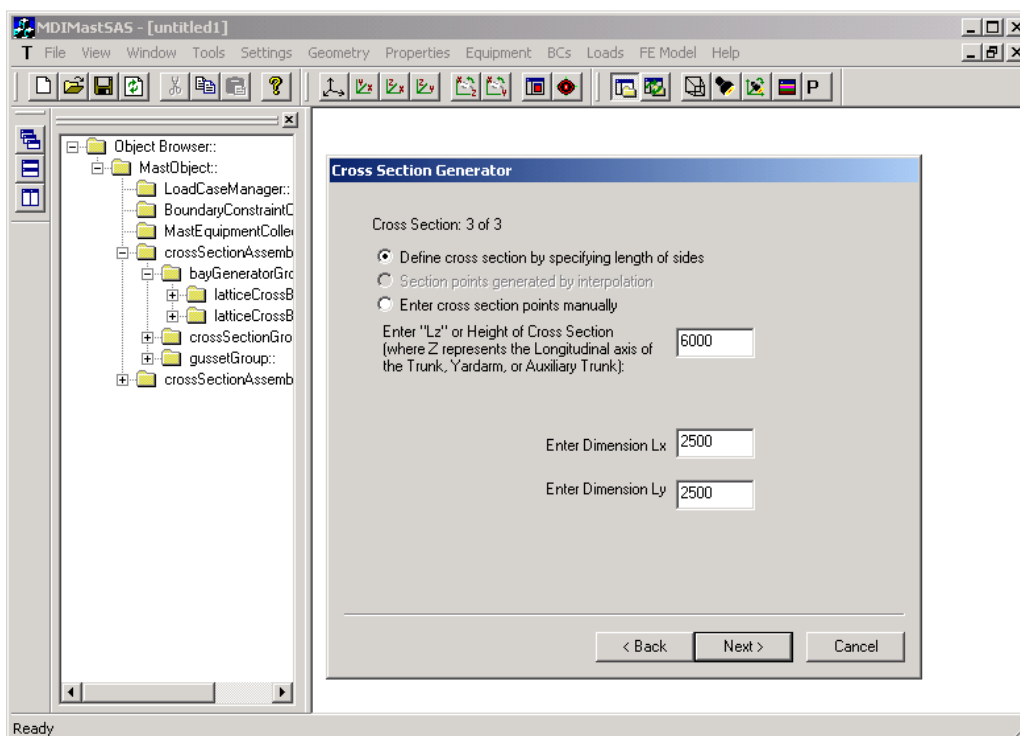 MDIMastSAS - [untitled1]
T File View Window Tools Settings Geometry Properties Equipment BCs Loads FE Model Help
Y x Z x Z y X Z X Y P
Object Browser::
MastObject::
LoadCaseManager::
BoundaryConstraintC
MastEquipmentColle
crossSectionAssemb
bayGeneratorGro
latticeCrossB
latticeCrossB
crossSectionGro
gussetGroup::
crossSectionAssemb
Cross Section Generator
Cross Section: 3 of 3
Define cross section by specifying length of sides
Section points generated by interpolation
Enter cross section points manually
Enter "Lz" or Height of Cross Section
(where Z represents the Longitudinal axis of
the Trunk, Yardarm, or Auxiliary Trunk):
6000
Enter Dimension Lx 2500
Enter Dimension Ly 2500
< Back Next > Cancel
Ready